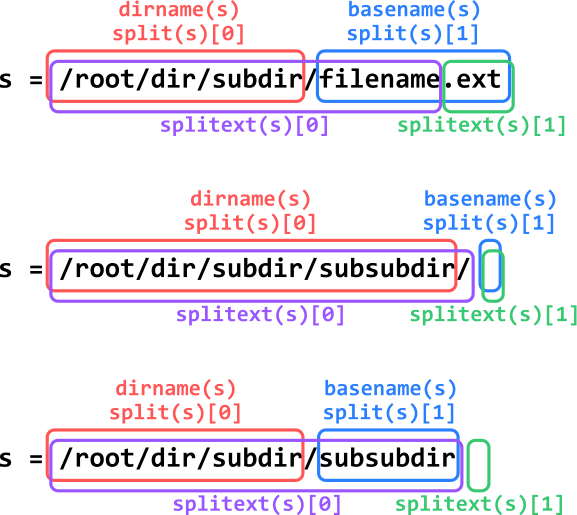 dirname(s) basename(s)
split(s)[0] split(s)[1]
s = /root/dir/subdir/filename.ext
splitext(s)[0] splitext(s)[1]
dirname(s) basename(s)
split(s)[0] split(s)[1]
s = /root/dir/subdir/subsubdir/
splitext(s)[0] splitext(s)[1]
dirname(s) basename(s)
split(s)[0] split(s)[1]
s = /root/dir/subdir/subsubdir
splitext(s)[0] splitext(s)[1]